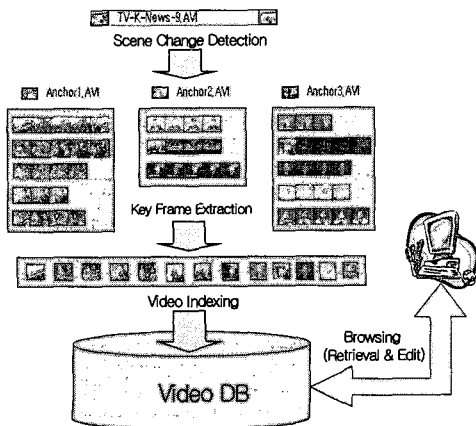 TV-K-News-9.AVI
Scene Change Detection
Anchor1.AVI
Anchor2.AVI
Anchor3.AVI
Key Frame Extraction
Video Indexing
Browsing
(Retrieval & Edit)
Video DB